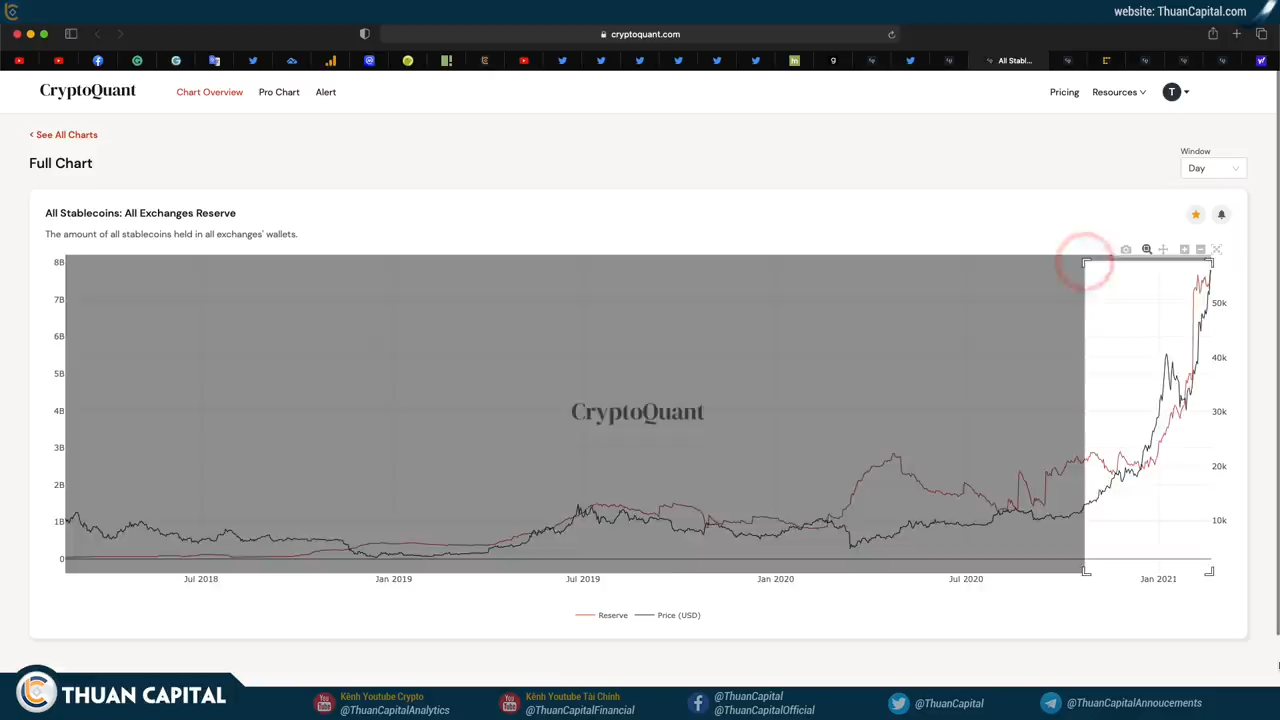 website: ThuanCapital.com
cryptoquant.com
All Stabl...
CryptoQuant
Chart Overview
Pro Chart
Alert
Pricing
Resources
T
< See All Charts
Full Chart
Window
Day
All Stablecoins: All Exchanges Reserve
The amount of all stablecoins held in all exchanges' wallets.
8B
7B
6B
5B
4B
3B
2B
1B
0
50k
40k
30k
20k
10k
CryptoQuant
Jul 2018
Jan 2019
Jul 2019
Jan 2020
Jul 2020
Jan 2021
Reserve
Price (USD)
THUAN CAPITAL
Kênh Youtube Crypto
@ThuanCapitalAnalytics
Kênh Youtube Tài Chính
@ThuanCapitalFinancial
@ThuanCapital
@ThuanCapitalOfficial
@ThuanCapital
@ThuanCapitalAnnoucements